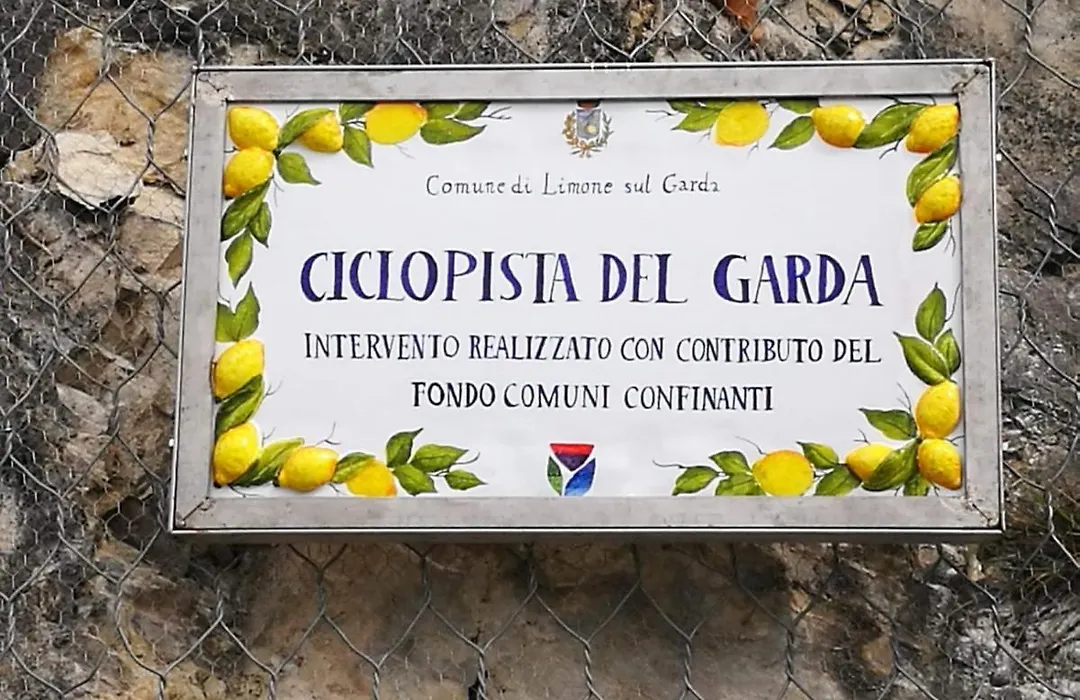 Comune di Limone sul Garda
CICLOPISTA DEL GARDA
INTERVENTO REALIZZATO CON CONTRIBUTO DEL
FONDO COMUNI CONFINANTI